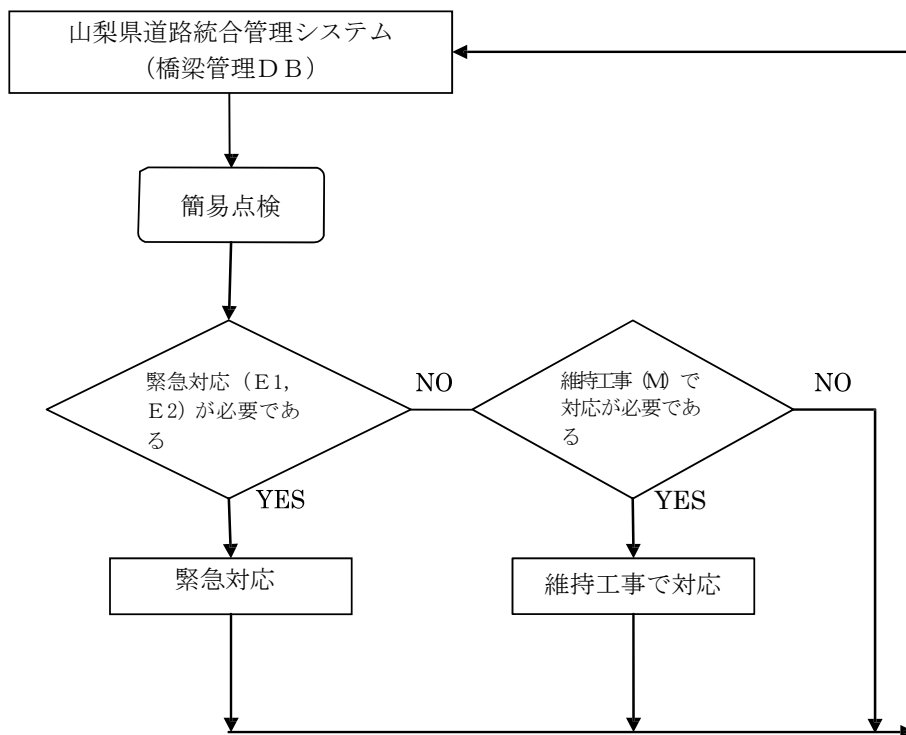 山梨県道路統合管理システム
（橋梁管理ＤＢ）
簡易点検
緊急対応（Ｅ1,
Ｅ2）が必要であ
る
NO
維持工事（M）で
対応が必要であ
る
NO
YES
YES
緊急対応
維持工事で対応